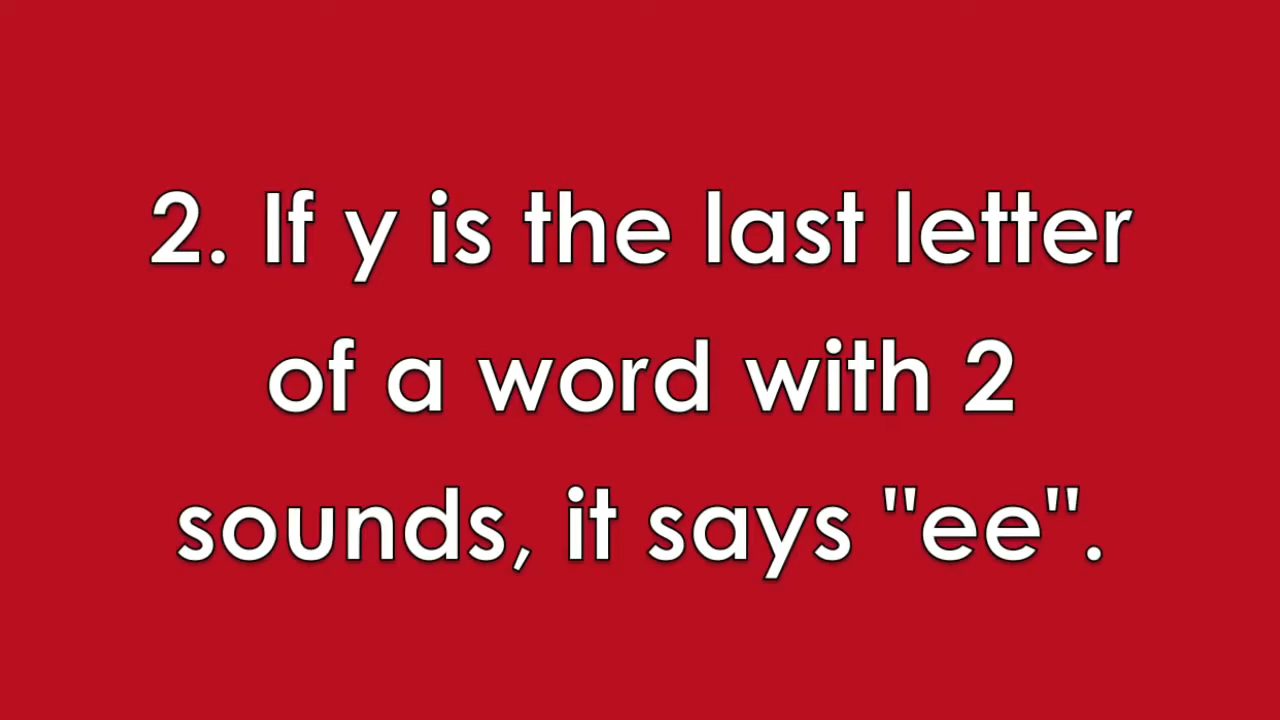 2. If y is the last letter
of a word with 2
sounds, it says "ee".